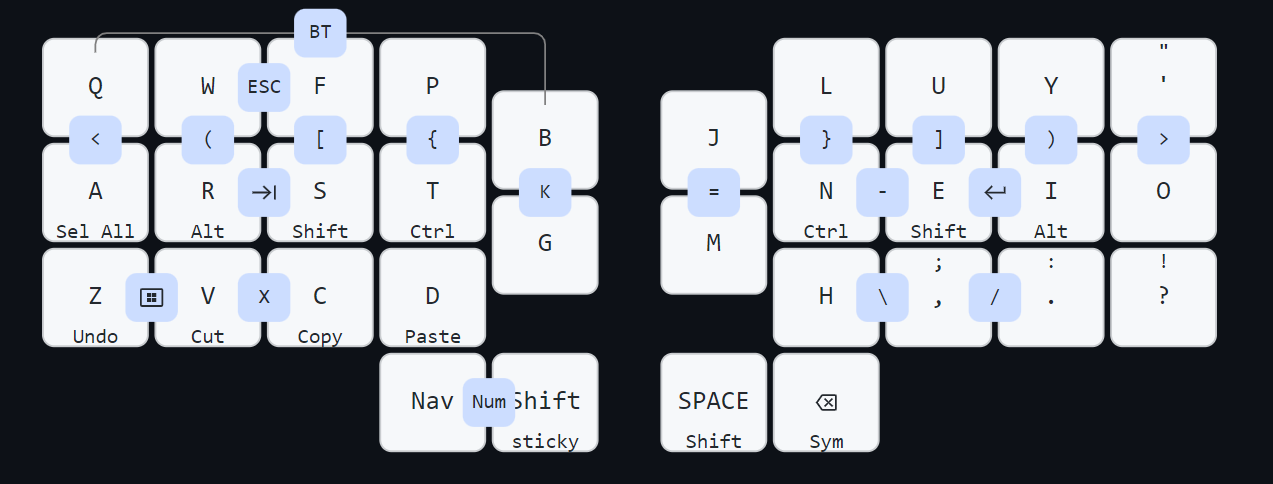 BT
Q W ESC F P L U Y " '
B J
< ( [ { } ] ) >
A R S T K = N - E I O
Sel All Alt Shift Ctrl Ctrl Shift Alt
G M
Z V X C D H \ ; , / : . ! ?
Undo Cut Copy Paste
Nav Num Shift SPACE
sticky Shift Sym